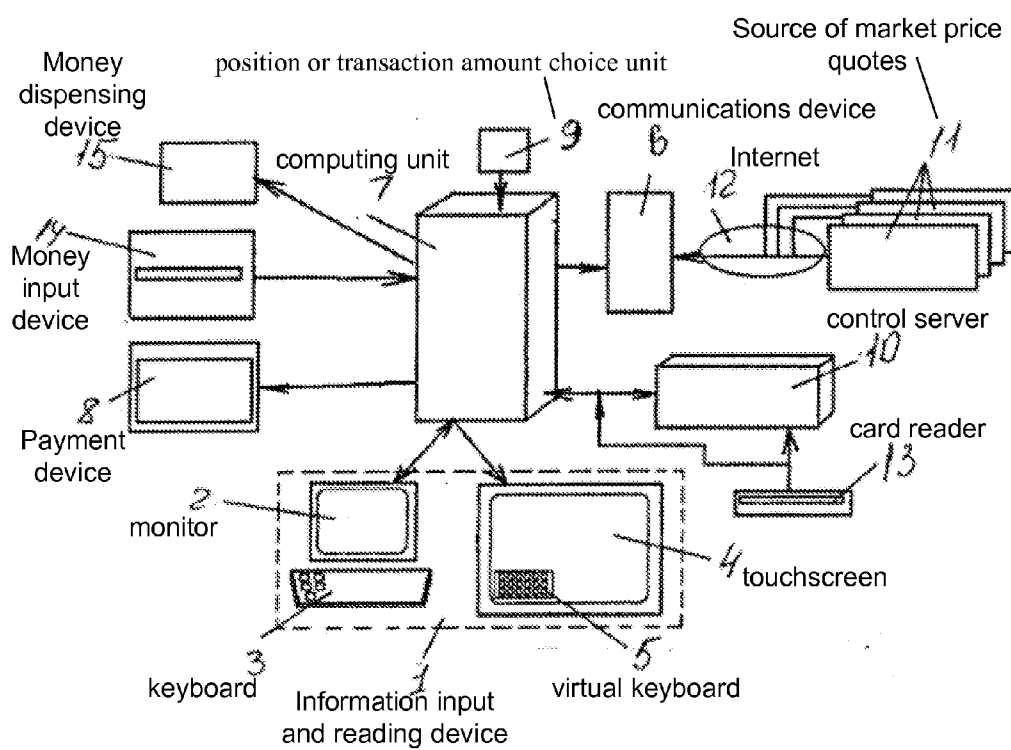 Source of market price
quotes
Money
dispensing
device
15
position or transaction amount choice unit
9
communications device
6
11
computing unit
7
Internet
12
14
Money
input
device
control server
10
8
Payment
device
card reader
13
2
monitor
4
touchscreen
3
keyboard
1
Information input
and reading device
5
virtual keyboard